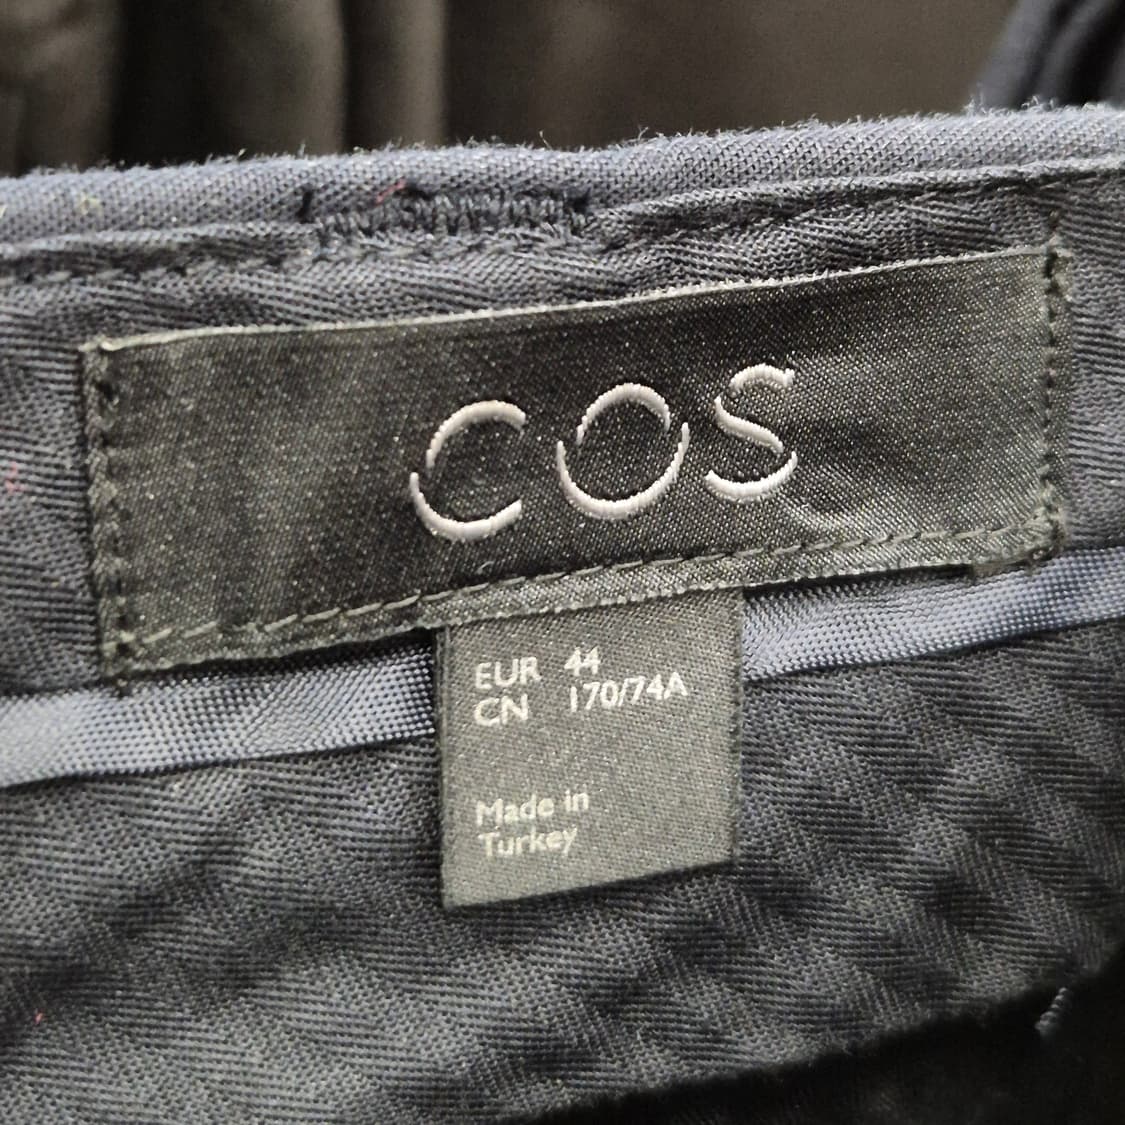 COS
EUR 44
CN 170/74A
Made in
Turkey